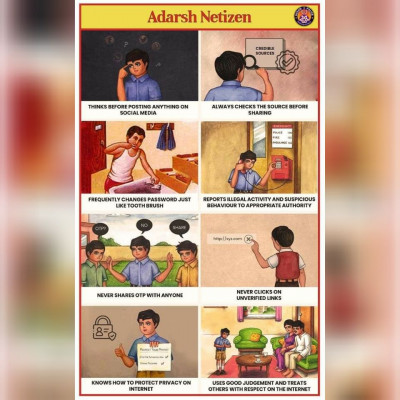 Adarsh Netizen
CREDIBLE
SOURCES
THINKS BEFORE POSTING ANYTHING ON
SOCIAL MEDIA
ALWAYS CHECKS THE SOURCE BEFORE
SHARING
FREQUENTLY CHANGES PASSWORD JUST
LIKE TOOTH BRUSH
REPORTS ILLEGAL ACTIVITY AND SUSPICIOUS
BEHAVIOUR TO APPROPRIATE AUTHORITY
OTP?
NO
SHARE
NEVER SHARES OTP WITH ANYONE
NEVER CLICKS ON
UNVERIFIED LINKS
KNOWS HOW TO PROTECT PRIVACY ON
INTERNET
USES GOOD JUDGEMENT AND TREATS
OTHERS WITH RESPECT ON THE INTERNET